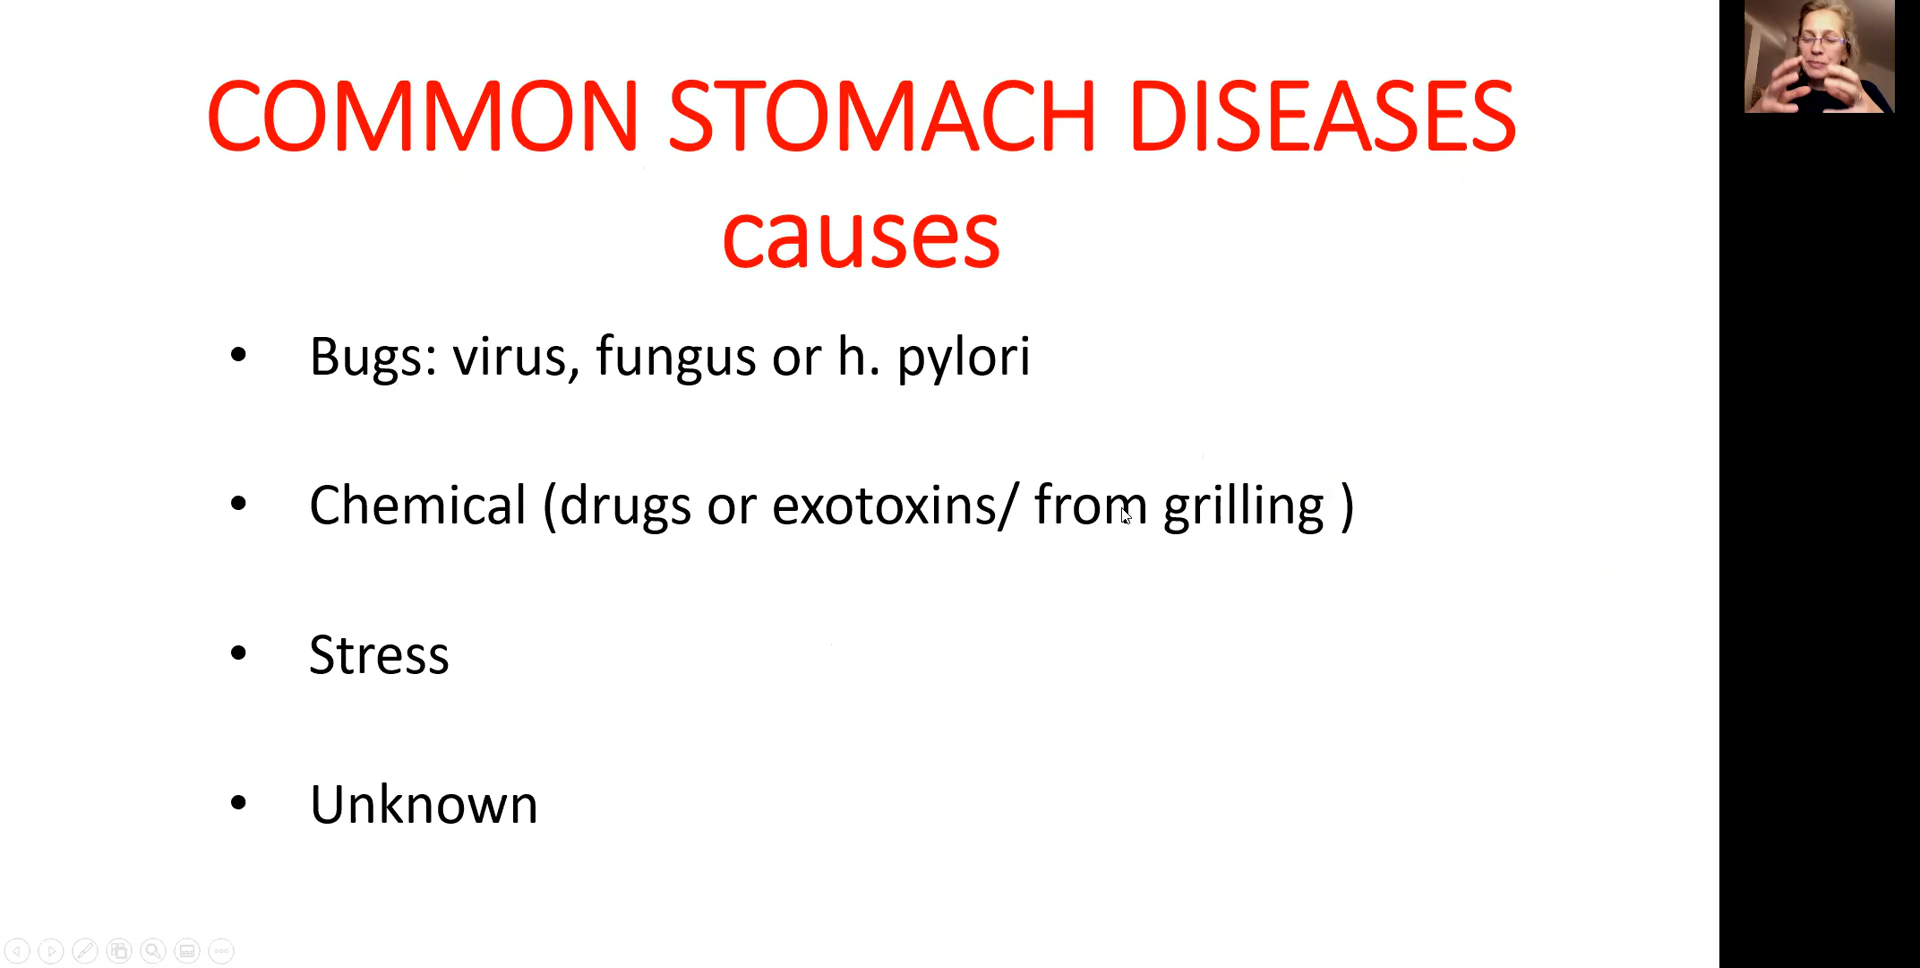 COMMON STOMACH DISEASES
causes
• Bugs: virus, fungus or h. pylori
• Chemical (drugs or exotoxins/ from grilling )
• Stress
• Unknown